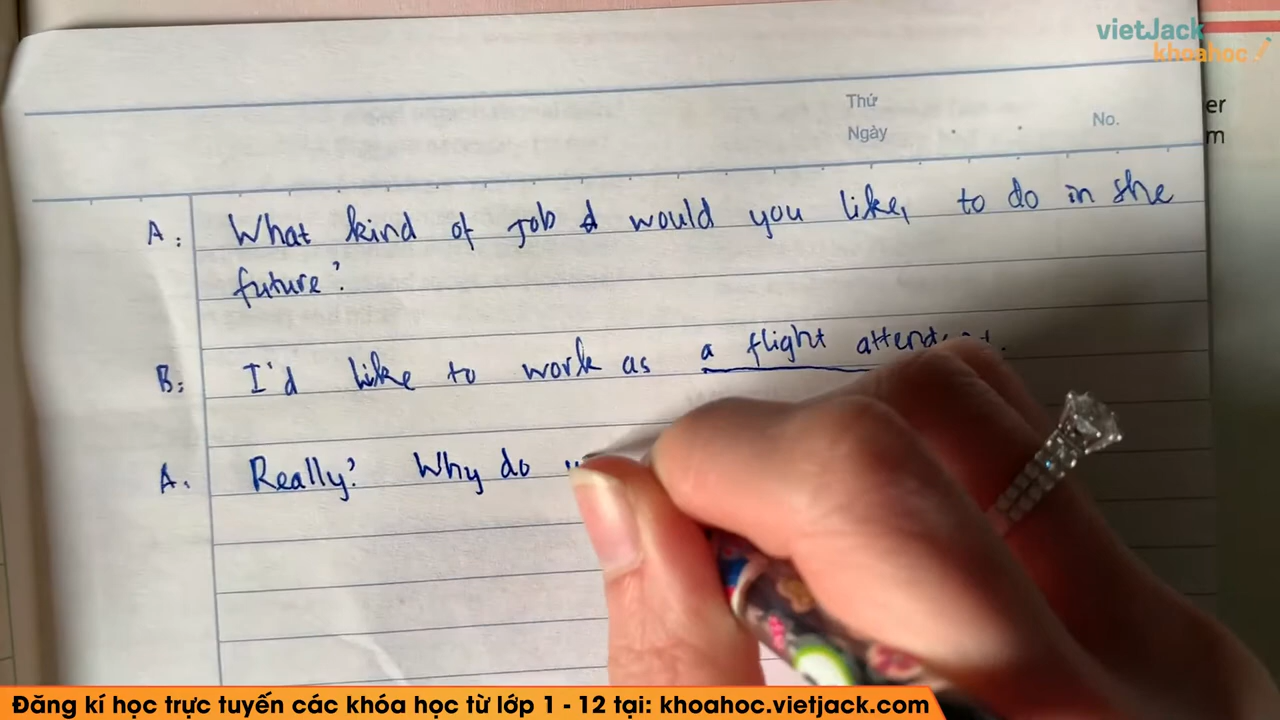 vietJack
khoahoc
er
m
Thứ
Ngày
No.
A: What kind of job would you like, to do in she
future?
B: I'd like to work as a flight
A. Really? Why do
Đăng kí học trực tuyến các khóa học từ lớp 1 - 12 tại: khoahoc.vietjack.com